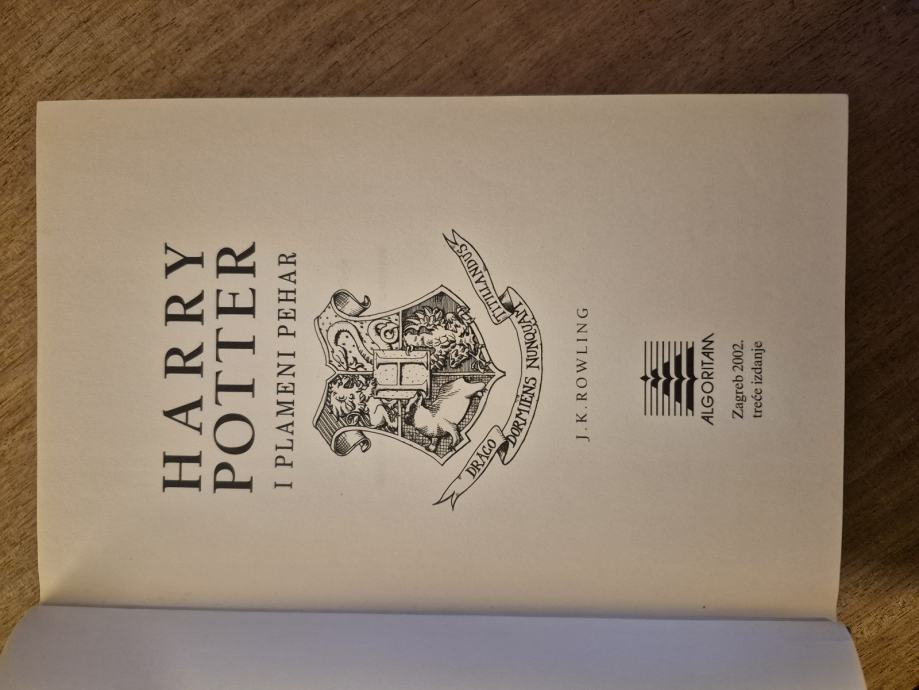 HARRY
POTTER
I PLAMENI PEHAR
DRACO DORMIENS NUNQUAM TITILLANDUS
H
J.K. ROWLING
ALGORITAM
Zagreb 2002.
treće izdanje